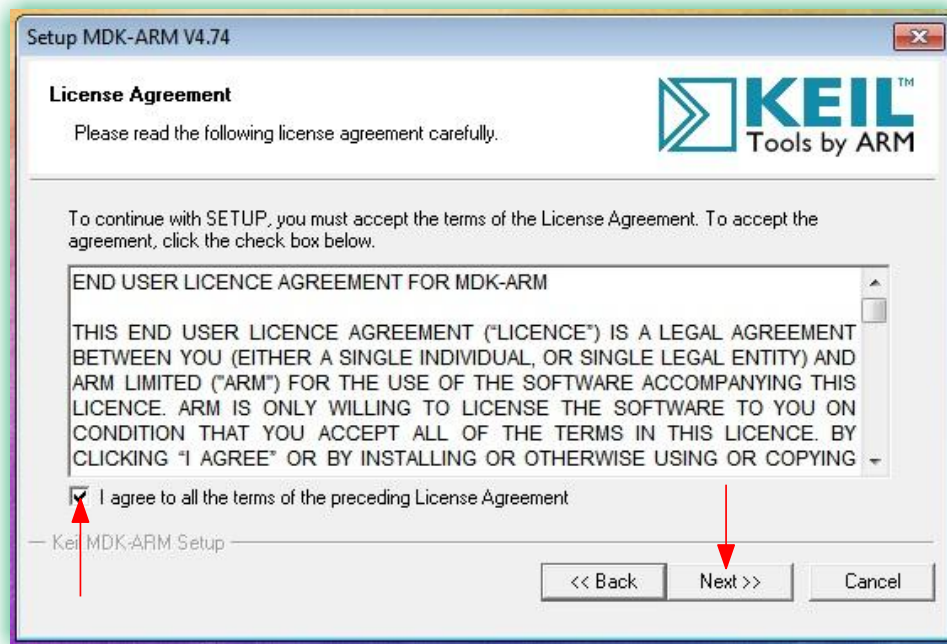 Setup MDK-ARM V4.74
License Agreement
Please read the following license agreement carefully.
KEIL™
Tools by ARM
To continue with SETUP, you must accept the terms of the License Agreement. To accept the
agreement, click the check box below.
END USER LICENCE AGREEMENT FOR MDK-ARM
THIS END USER LICENCE AGREEMENT (“LICENCE”) IS A LEGAL AGREEMENT
BETWEEN YOU (EITHER A SINGLE INDIVIDUAL, OR SINGLE LEGAL ENTITY) AND
ARM LIMITED ("ARM") FOR THE USE OF THE SOFTWARE ACCOMPANYING THIS
LICENCE. ARM IS ONLY WILLING TO LICENSE THE SOFTWARE TO YOU ON
CONDITION THAT YOU ACCEPT ALL OF THE TERMS IN THIS LICENCE. BY
CLICKING “I AGREE” OR BY INSTALLING OR OTHERWISE USING OR COPYING
I agree to all the terms of the preceding License Agreement
Keil MDK-ARM Setup
<< Back
Next >>
Cancel